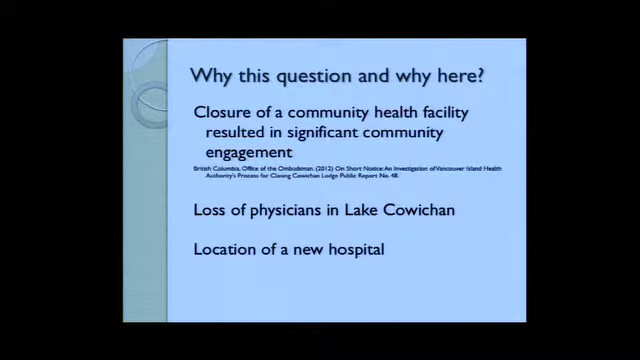 Why this question and why here?
Closure of a community health facility
resulted in significant community
engagement
British Columbia, Office of the Ombudsman. (2012) On Short Notice: An Investigation of Vancouver Island Health
Authority's Process for Closing Cowichan Lodge Public Report No. 48.
Loss of physicians in Lake Cowichan
Location of a new hospital